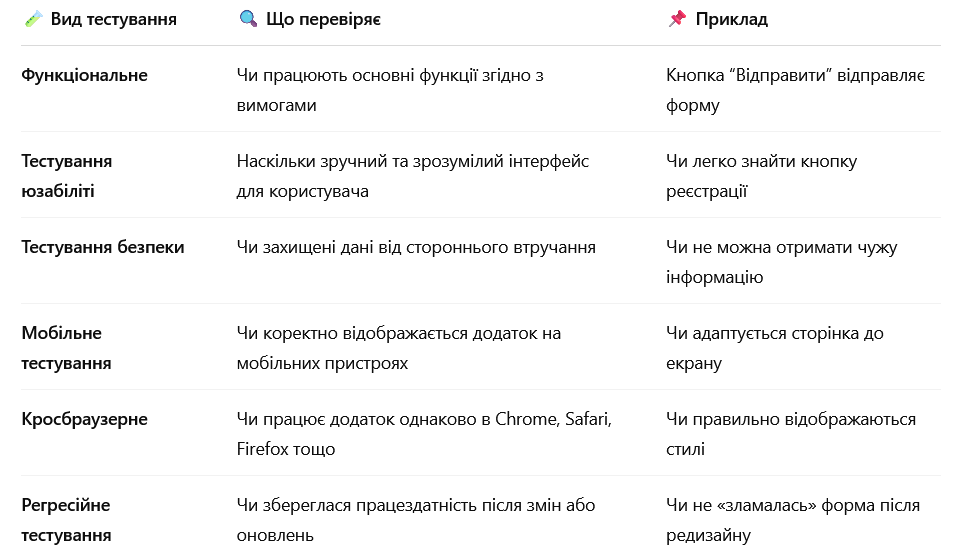 🧪 Вид тестування 🔍 Що перевіряє 📌 Приклад
Функціональне Чи працюють основні функції згідно з Кнопка “Відправити” відправляє
вимогами форму
Тестування Наскільки зручний та зрозумілий інтерфейс Чи легко знайти кнопку
юзабіліті для користувача реєстрації
Тестування безпеки Чи захищені дані від стороннього втручання Чи не можна отримати чужу
інформацію
Мобільне Чи коректно відображається додаток на Чи адаптується сторінка до
тестування мобільних пристроях екрану
Кросбраузерне Чи працює додаток однаково в Chrome, Safari, Чи правильно відображаються
Firefox тощо стилі
Регресійне Чи збереглася працездатність після змін або Чи не «зламалась» форма після
тестування оновлень редизайну